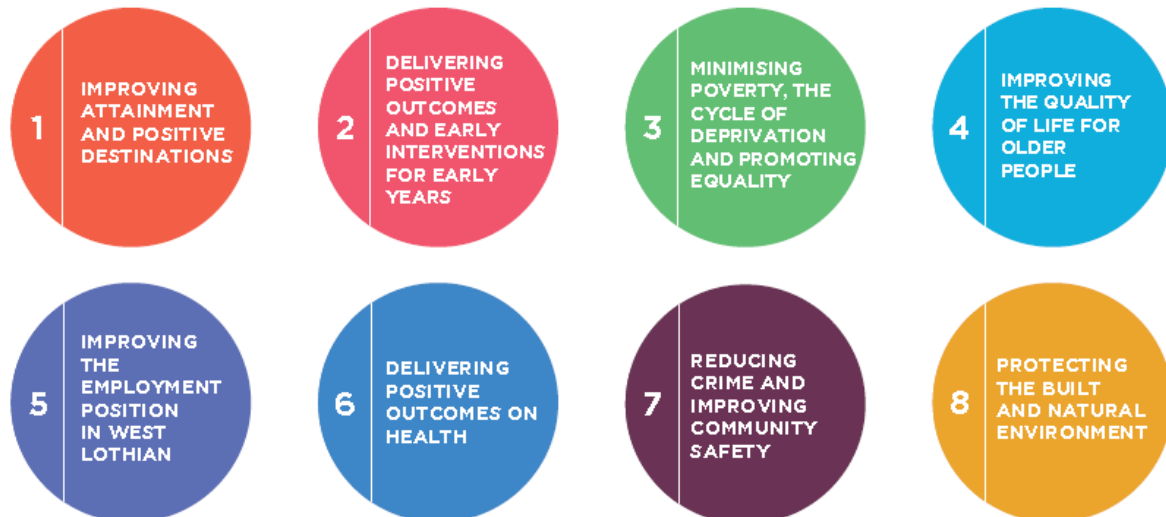 1
IMPROVING
ATTAINMENT
AND POSITIVE
DESTINATIONS
2
DELIVERING
POSITIVE
OUTCOMES
AND EARLY
INTERVENTIONS
FOR EARLY
YEARS
3
MINIMISING
POVERTY, THE
CYCLE OF
DEPRIVATION
AND PROMOTING
EQUALITY
4
IMPROVING
THE QUALITY
OF LIFE FOR
OLDER
PEOPLE
5
IMPROVING
THE
EMPLOYMENT
POSITION
IN WEST
LOTHIAN
6
DELIVERING
POSITIVE
OUTCOMES ON
HEALTH
7
REDUCING
CRIME AND
IMPROVING
COMMUNITY
SAFETY
8
PROTECTING
THE BUILT
AND NATURAL
ENVIRONMENT